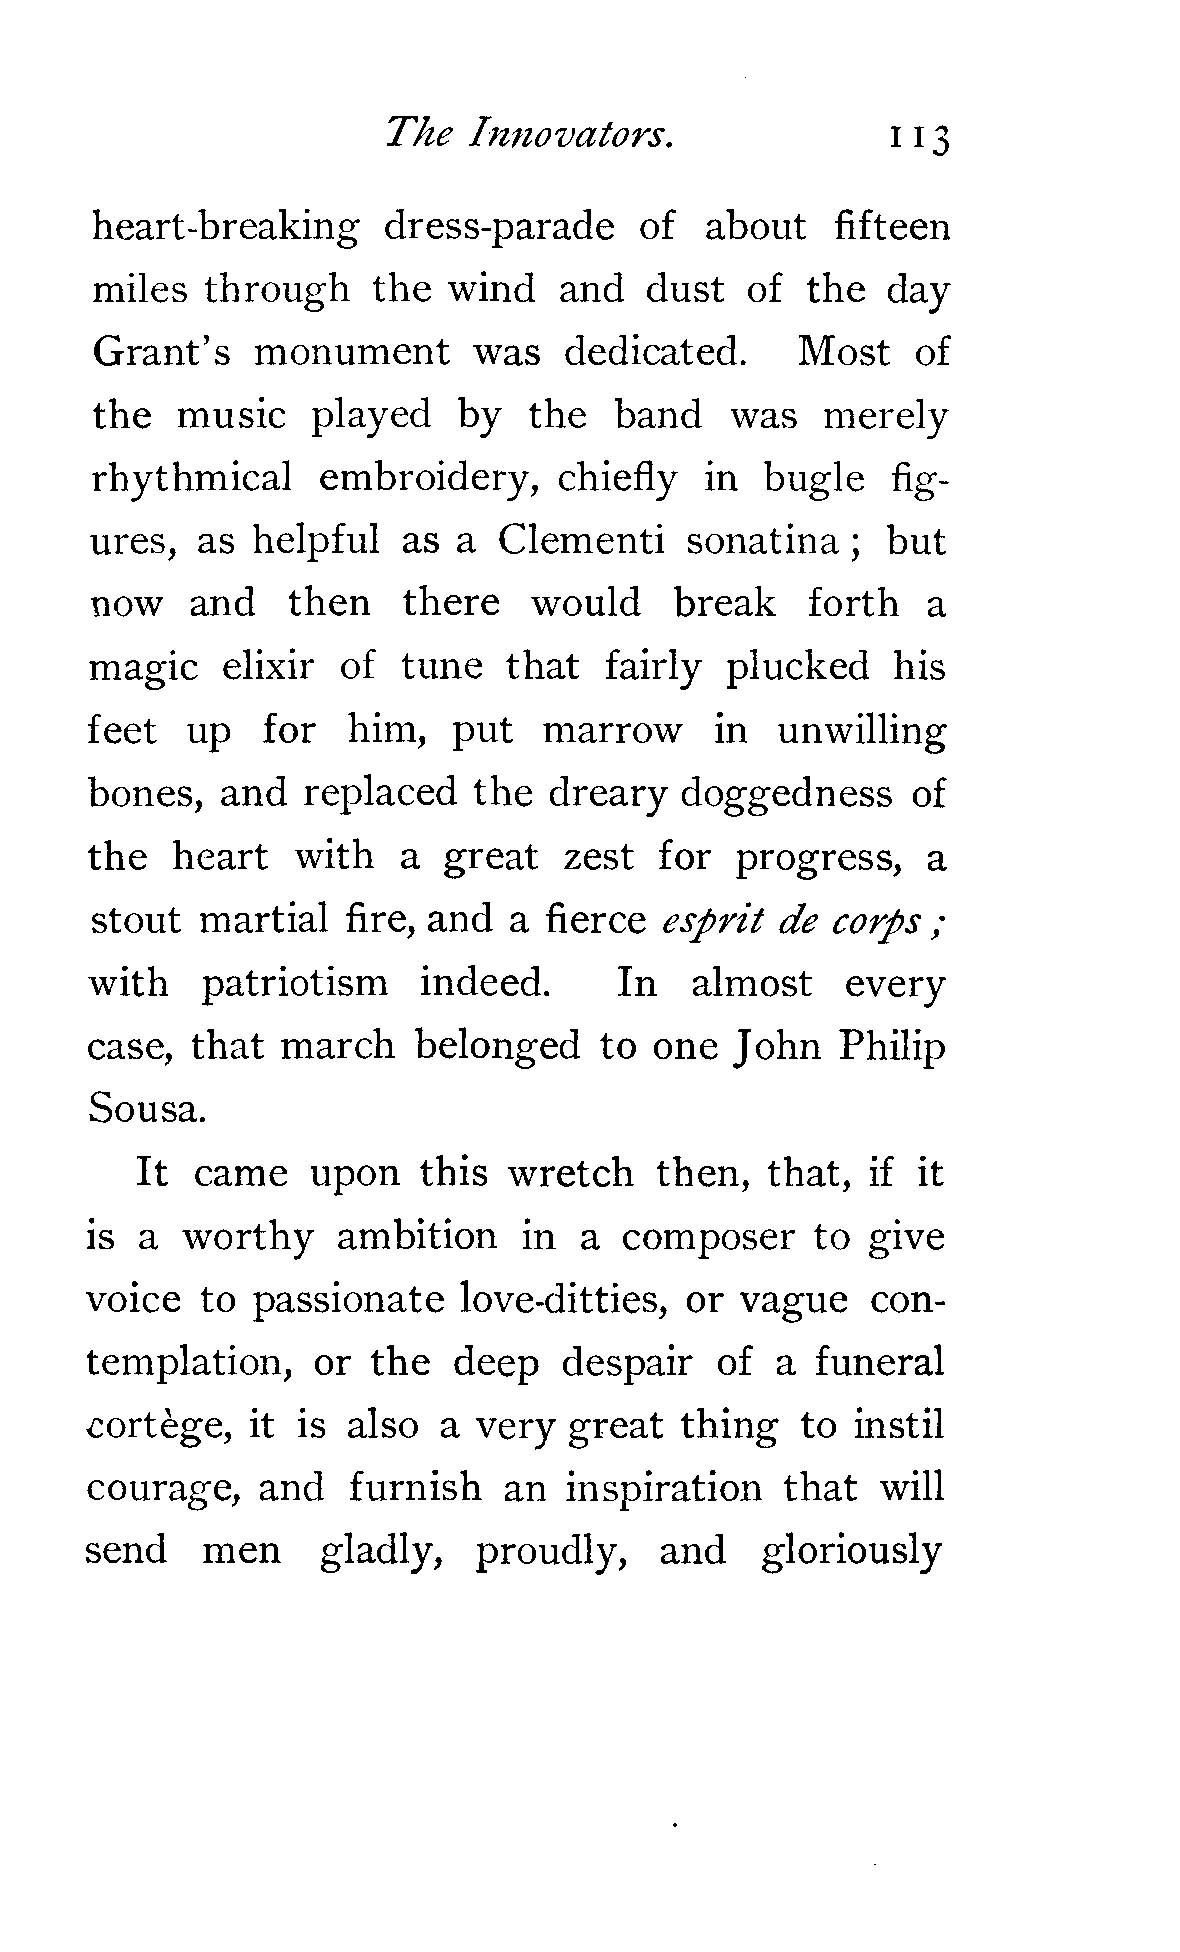 The Innovators. 113
heart-breaking dress-parade of about fifteen
miles through the wind and dust of the day
Grant's monument was dedicated. Most of
the music played by the band was merely
rhythmical embroidery, chiefly in bugle fig-
ures, as helpful as a Clementi sonatina ; but
now and then there would break forth a
magic elixir of tune that fairly plucked his
feet up for him, put marrow in unwilling
bones, and replaced the dreary doggedness of
the heart with a great zest for progress, a
stout martial fire, and a fierce esprit de corps ;
with patriotism indeed. In almost every
case, that march belonged to one John Philip
Sousa.
It came upon this wretch then, that, if it
is a worthy ambition in a composer to give
voice to passionate love-ditties, or vague con-
templation, or the deep despair of a funeral
cortège, it is also a very great thing to instil
courage, and furnish an inspiration that will
send men gladly, proudly, and gloriously